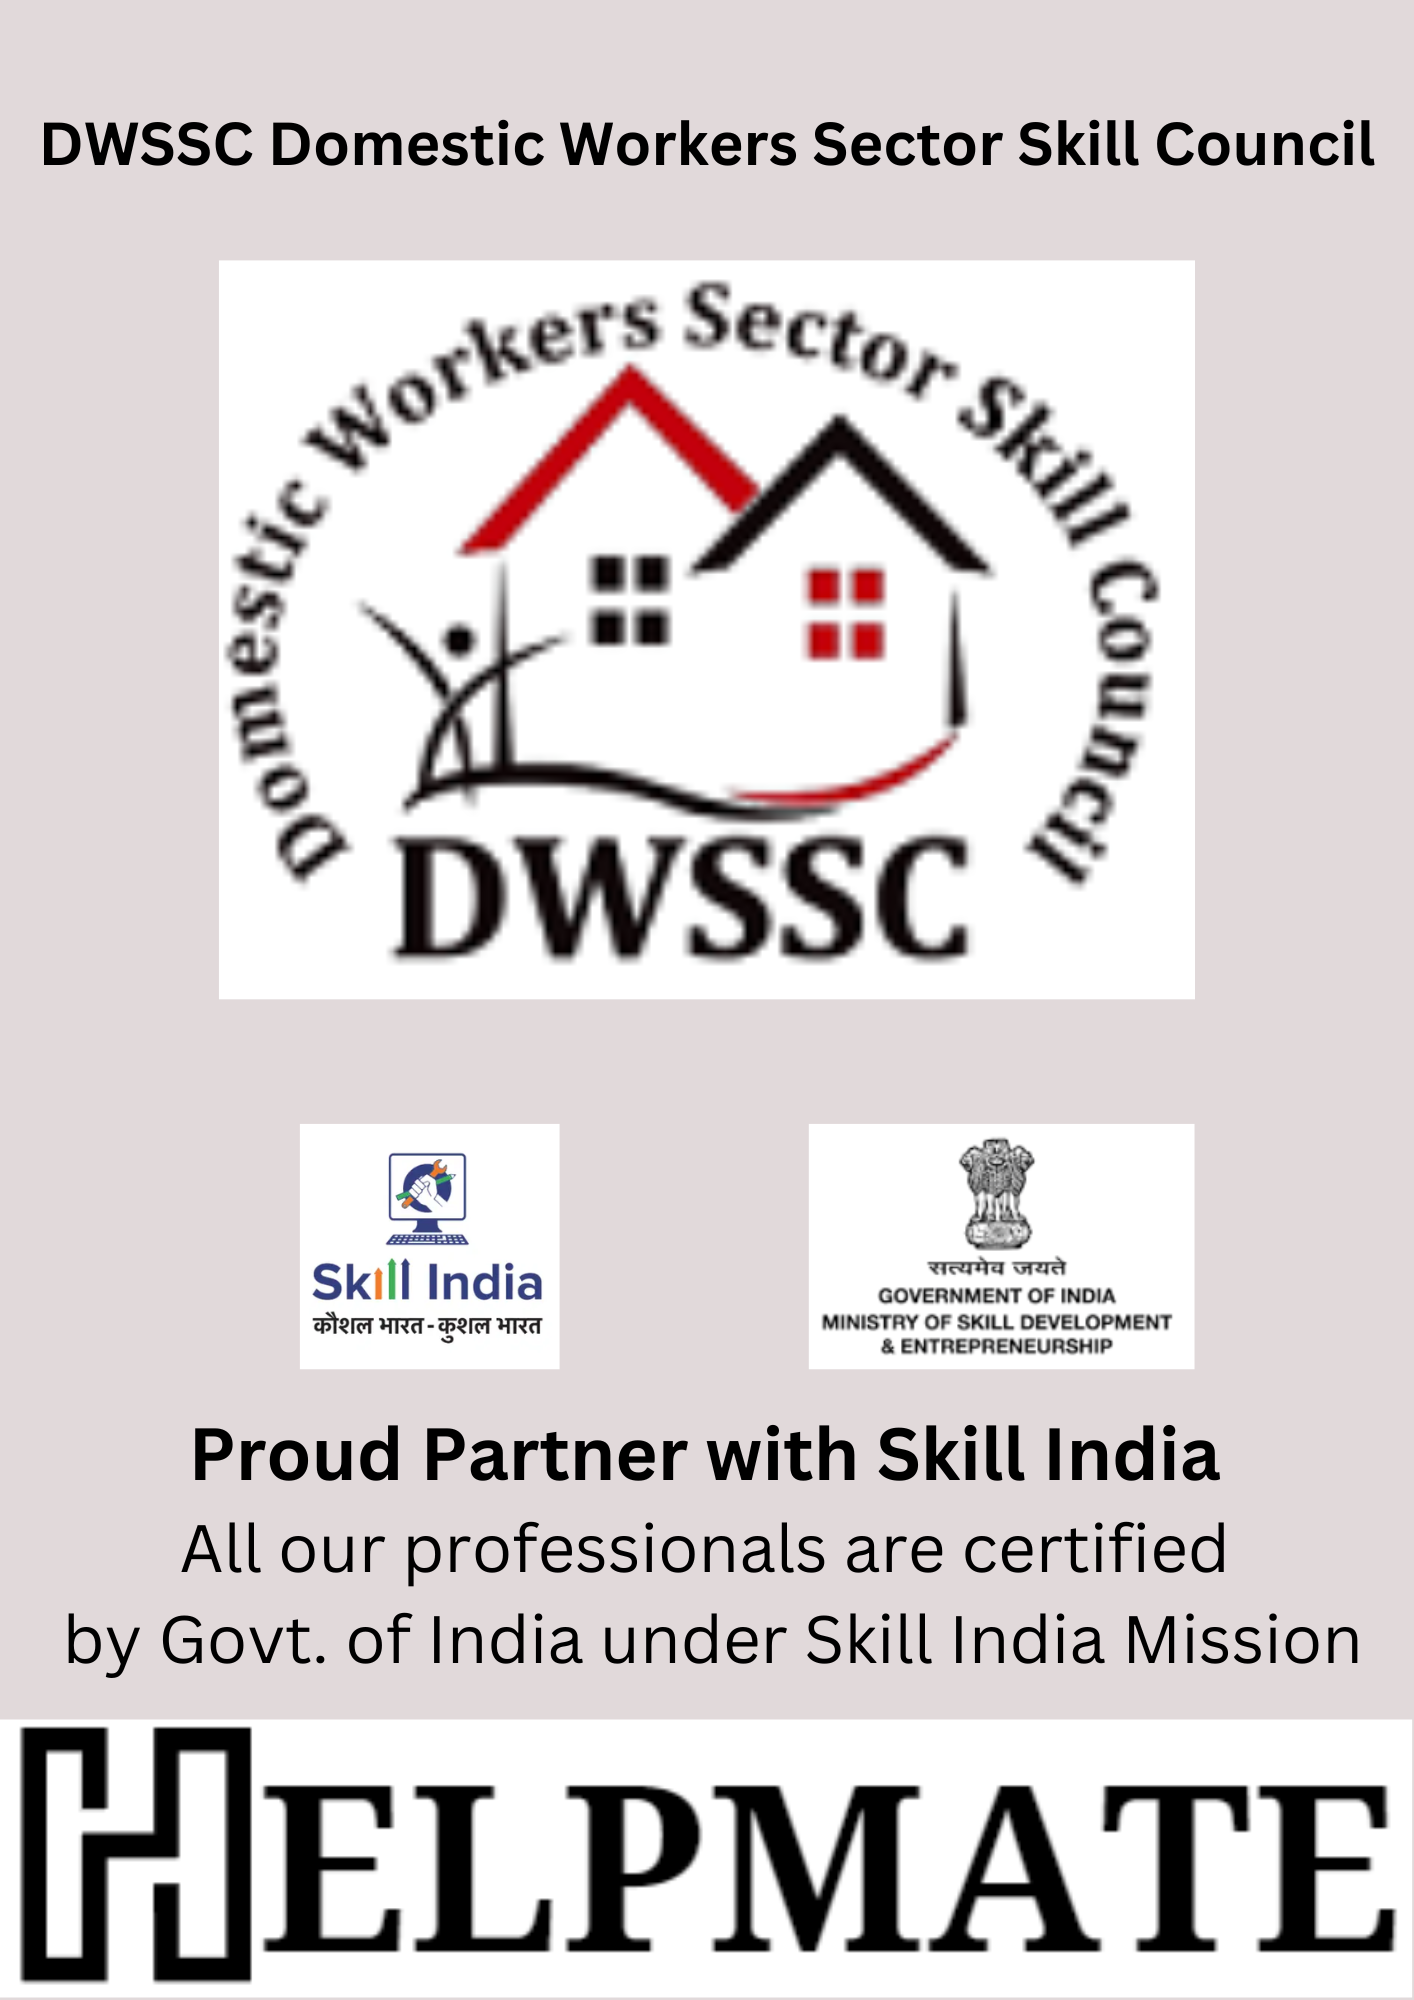 DWSSC Domestic Workers Sector Skill Council
Domestic Workers Sector Skill Council
DWSSC
Skill India
कौशल भारत - कुशल भारत
सत्यमेव जयते
GOVERNMENT OF INDIA
MINISTRY OF SKILL DEVELOPMENT
& ENTREPRENEURSHIP
Proud Partner with Skill India
All our professionals are certified
by Govt. of India under Skill India Mission
HELPMATE